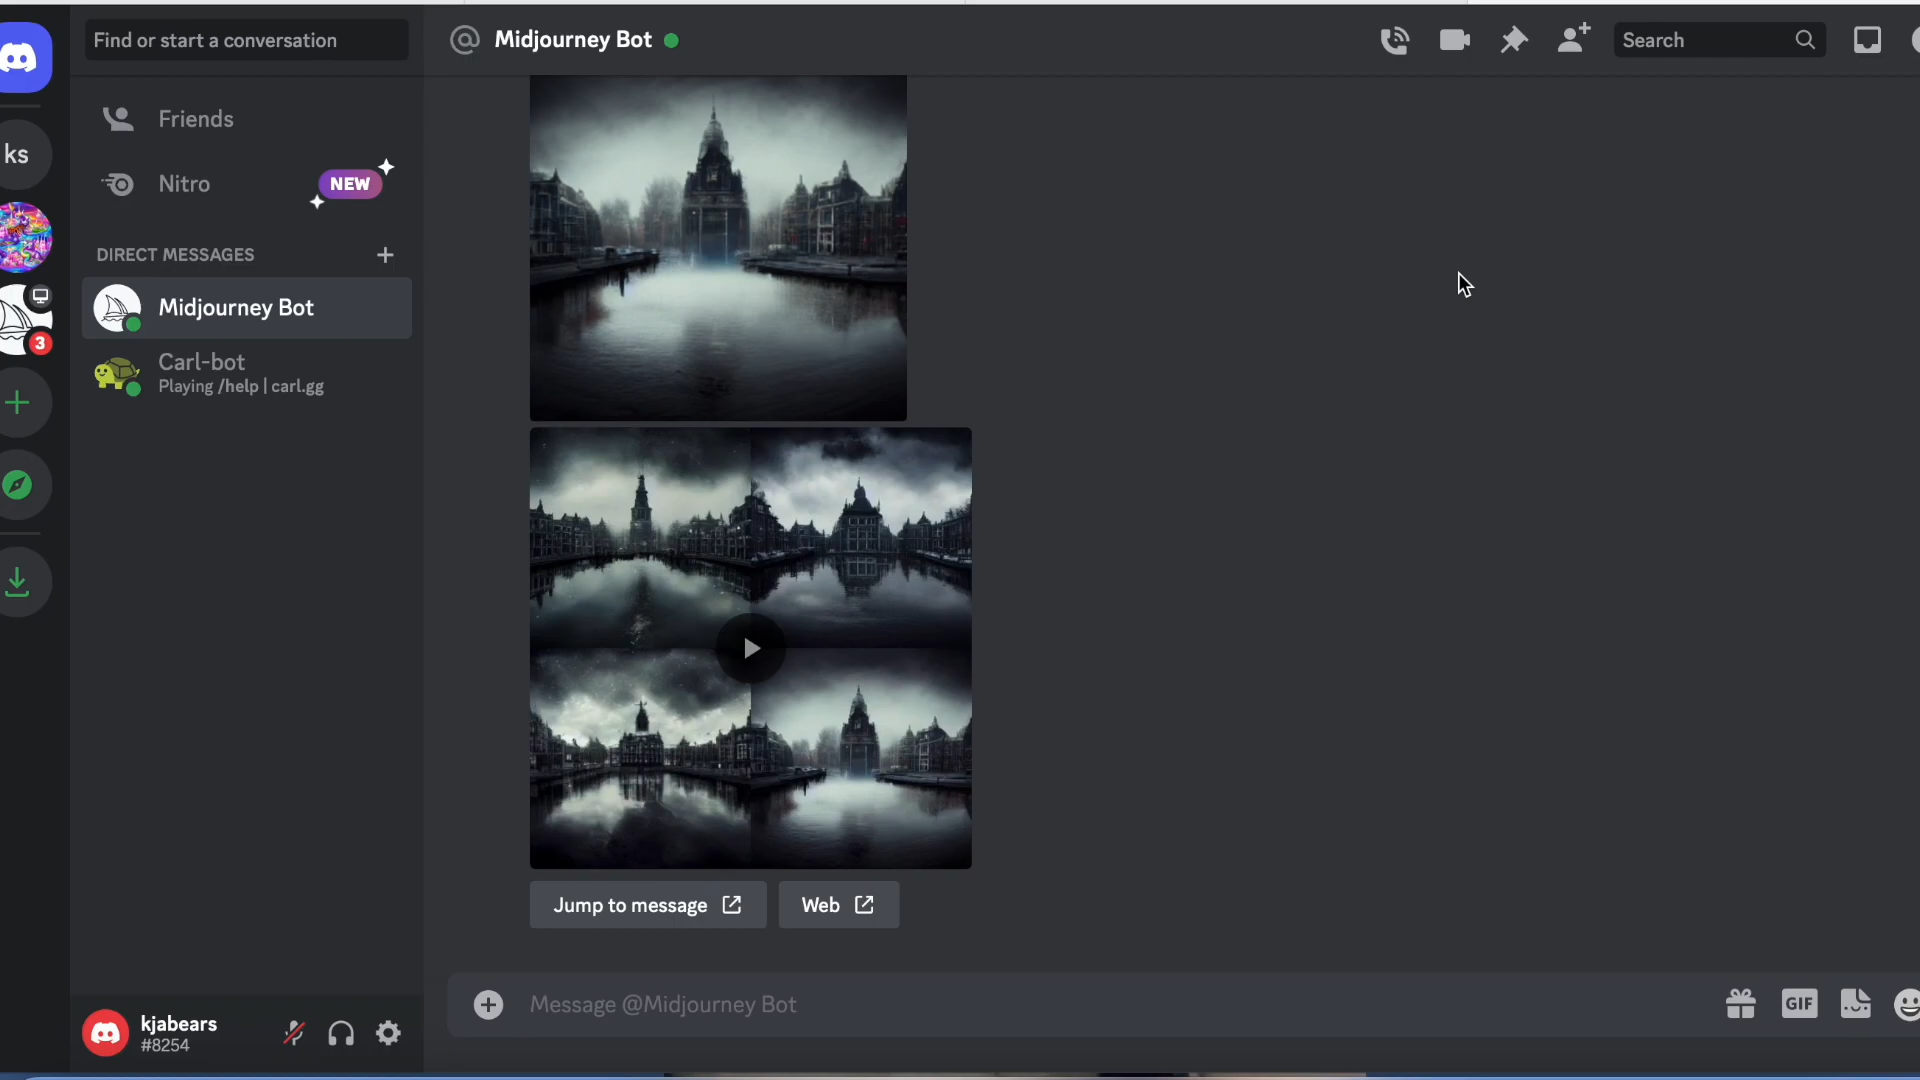 Find or start a conversation
Midjourney Bot
Search
Friends
ks
Nitro
NEW
DIRECT MESSAGES
Midjourney Bot
3
Carl-bot
Playing /help | carl.gg
Jump to message
Web
Message @Midjourney Bot
GIF
kjabears
#8254